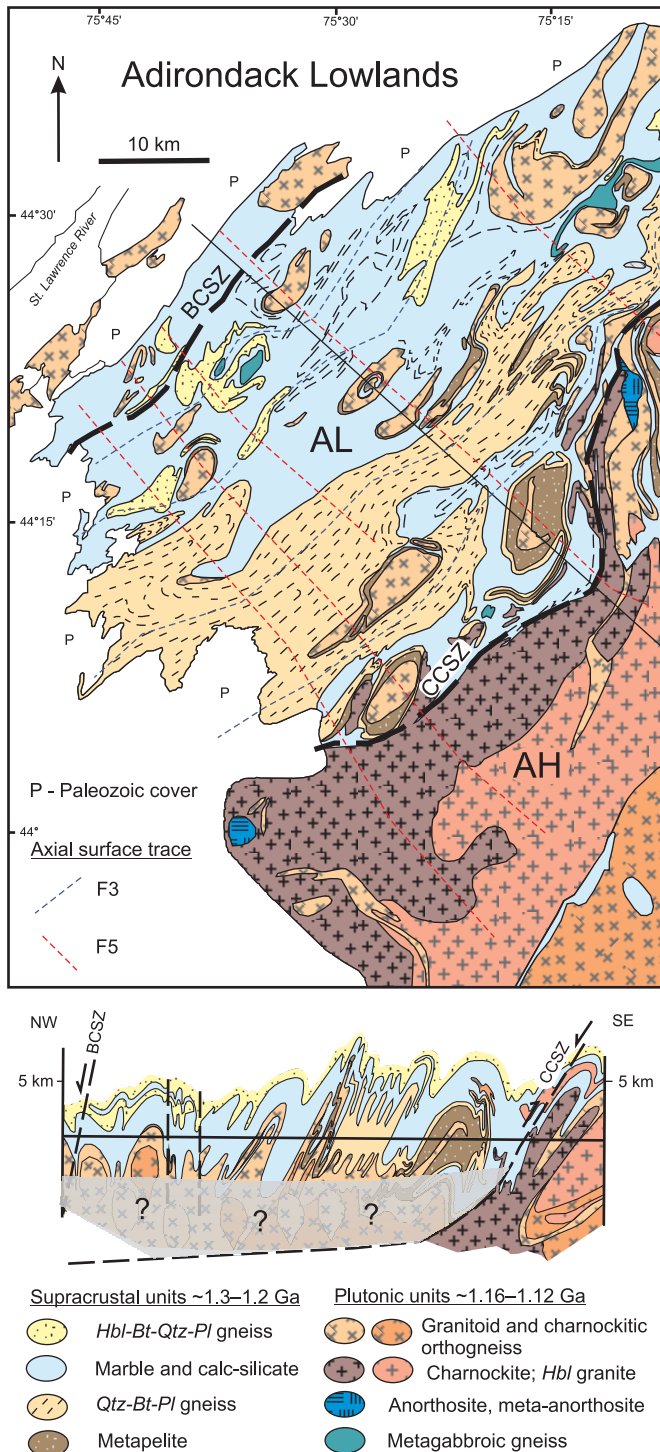 75°45' 75°30' 75°15'
Adirondack Lowlands
N
10 km
P
P
P
44°30'
St. Lawrence River
BCSZ
P
AL
P
44°15'
P
P
CCSZ
AH
P - Paleozoic cover
44°
Axial surface trace
F3
F5
NW SE
BCSZ
CCSZ
5 km 5 km
? ? ?
Supracrustal units ~1.3–1.2 Ga
Hbl-Bt-Qtz-Pl gneiss
Marble and calc-silicate
Qtz-Bt-Pl gneiss
Metapelite
Plutonic units ~1.16–1.12 Ga
Granitoid and charnockitic
orthogneiss
Charnockite; Hbl granite
Anorthosite, meta-anorthosite
Metagabbroic gneiss